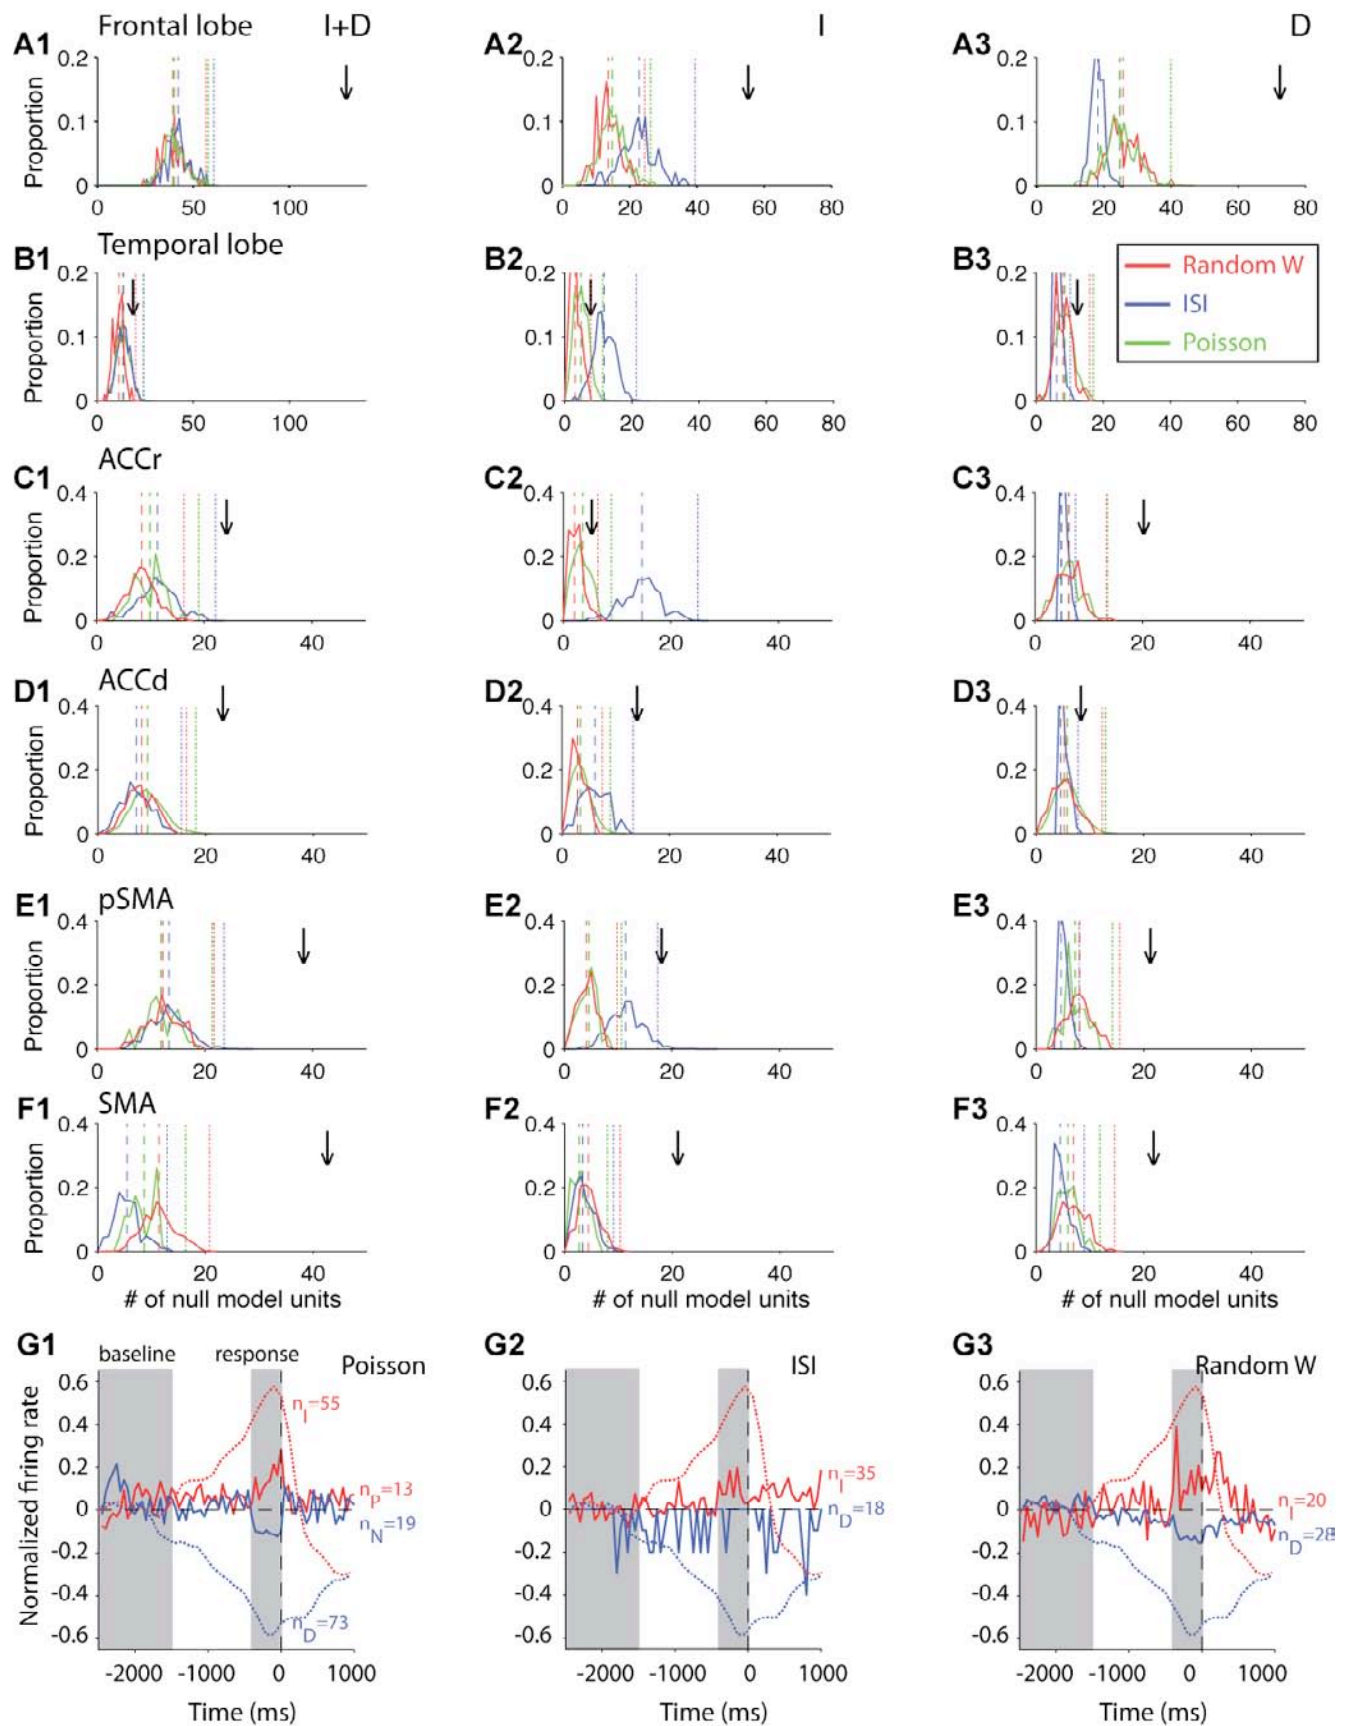 Frontal lobe I+D I D
A1 A2 A3
Proportion
0.2 0.1 0
0 50 100
0.2 0.1 0
0 20 40 60 80
0.2 0.1 0
0 20 40 60 80
Temporal lobe
B1 B2 B3
Proportion
0.2 0.1 0
0 50 100
0.2 0.1 0
0 20 40 60 80
0.2 0.1 0
0 20 40 60 80
Random W
ISI
Poisson
ACCr
C1 C2 C3
Proportion
0.4 0.2 0
0 20 40
0.4 0.2 0
0 20 40
0.4 0.2 0
0 20 40
ACCd
D1 D2 D3
Proportion
0.4 0.2 0
0 20 40
0.4 0.2 0
0 20 40
0.4 0.2 0
0 20 40
pSMA
E1 E2 E3
Proportion
0.4 0.2 0
0 20 40
0.4 0.2 0
0 20 40
0.4 0.2 0
0 20 40
SMA
F1 F2 F3
Proportion
0.4 0.2 0
0 20 40
# of null model units
0.4 0.2 0
0 20 40
# of null model units
0.4 0.2 0
0 20 40
# of null model units
G1 baseline response Poisson
Normalized firing rate
0.6 0.4 0.2 0 -0.2 -0.4 -0.6
nI=55
nP=13
nN=19
nD=73
-2000 -1000 0 1000
Time (ms)
G2 ISI
0.6 0.4 0.2 0 -0.2 -0.4 -0.6
nI=35
nD=18
-2000 -1000 0 1000
Time (ms)
G3 Random W
0.6 0.4 0.2 0 -0.2 -0.4 -0.6
nI=20
nD=28
-2000 -1000 0 1000
Time (ms)